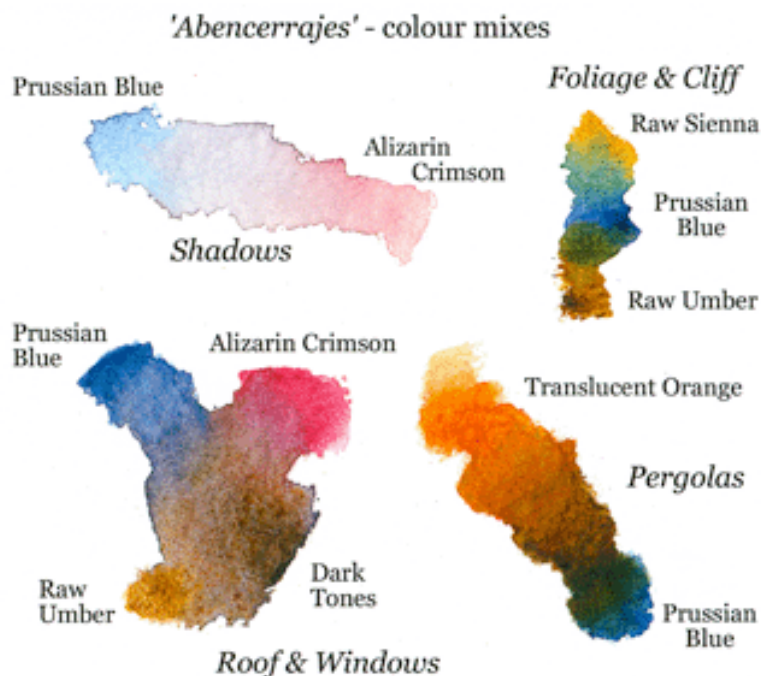 'Abencerrajes' - colour mixes
Prussian Blue
Alizarin
Crimson
Shadows
Foliage & Cliff
Raw Sienna
Prussian
Blue
Raw Umber
Prussian
Blue
Alizarin Crimson
Raw
Umber
Dark
Tones
Roof & Windows
Translucent Orange
Pergolas
Prussian
Blue